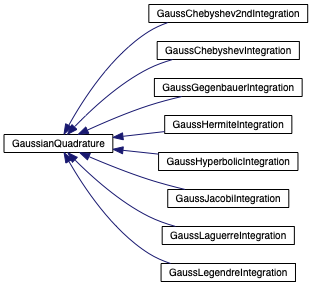 GaussChebyshev2ndIntegration
GaussChebyshevIntegration
GaussGegenbauerIntegration
GaussHermiteIntegration
GaussianQuadrature
GaussHyperbolicIntegration
GaussJacobiIntegration
GaussLaguerreIntegration
GaussLegendreIntegration